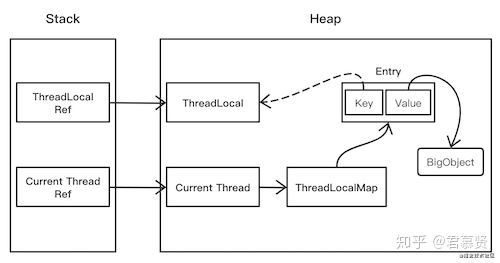 Stack
Heap
ThreadLocal
Ref
ThreadLocal
Entry
Key
Value
BigObject
Current Thread
Ref
Current Thread
ThreadLocalMap
知乎 @君慕贤